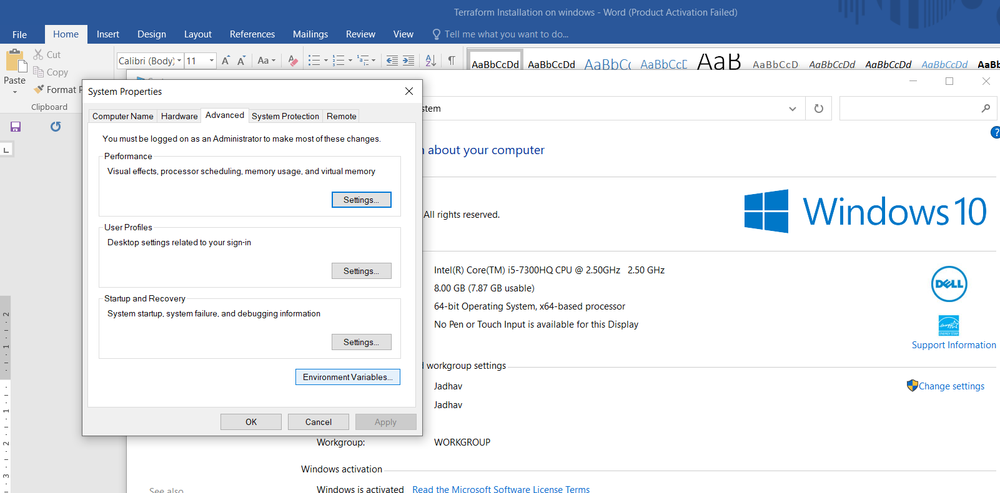 Terraform Installation on windows - Word (Product Activation Failed)
File Home Insert Design Layout References Mailings Review View Tell me what you want to do...
Cut
Copy
Paste
Format
Clipboard
Calibri (Body) 11
Aa
AaBbCcDd AaBbCcDd AaBbC AaBbCcD AaB AaBbCcD AaBbCcDd AaBbCcDd AaBbCcDd AaBb
System Properties
Computer Name Hardware Advanced System Protection Remote
You must be logged on as an Administrator to make most of these changes.
Performance
Visual effects, processor scheduling, memory usage, and virtual memory
Settings...
User Profiles
Desktop settings related to your sign-in
Settings...
Startup and Recovery
System startup, system failure, and debugging information
Settings...
Environment Variables...
OK Cancel Apply
stem
about your computer
All rights reserved.
Windows 10
Intel(R) Core(TM) i5-7300HQ CPU @ 2.50GHz 2.50 GHz
8.00 GB (7.87 GB usable)
64-bit Operating System, x64-based processor
No Pen or Touch Input is available for this Display
DELL
ENERGY STAR
Support Information
workgroup settings
Jadhav
Change settings
Jadhav
Workgroup: WORKGROUP
Windows activation
Windows is activated Read the Microsoft Software License Terms
See also
2
1
1
2
3